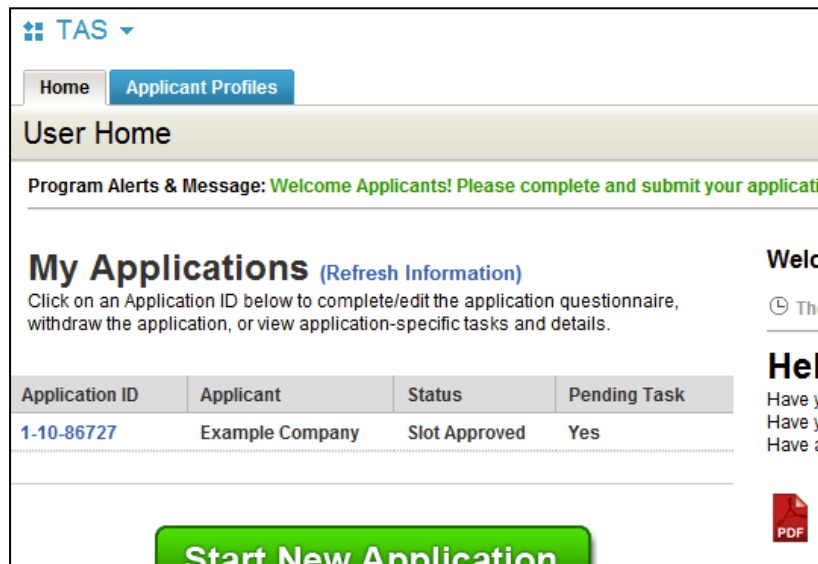 TAS
Home Applicant Profiles
User Home
Program Alerts & Message: Welcome Applicants! Please complete and submit your
My Applications (Refresh Information)
Click on an Application ID below to complete/edit the application questionnaire,
withdraw the application, or view application-specific tasks and details.
Application ID Applicant Status Pending Task
1-10-86727 Example Company Slot Approved Yes
Start New Application
Have
Have
Have
PDF